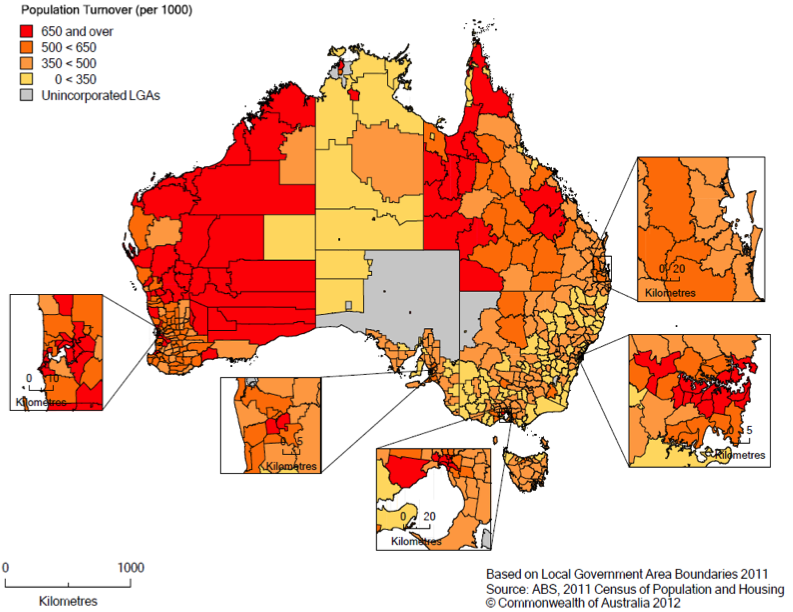 Population Turnover (per 1000)
650 and over
500 < 650
350 < 500
0 < 350
Unincorporated LGAs
0 20
Kilometres
0 10
Kilometres
0 5
Kilometres
0 20
Kilometres
5
Kilometres
0 1000
Kilometres
Based on Local Government Area Boundaries 2011
Source: ABS, 2011 Census of Population and Housing
© Commonwealth of Australia 2012